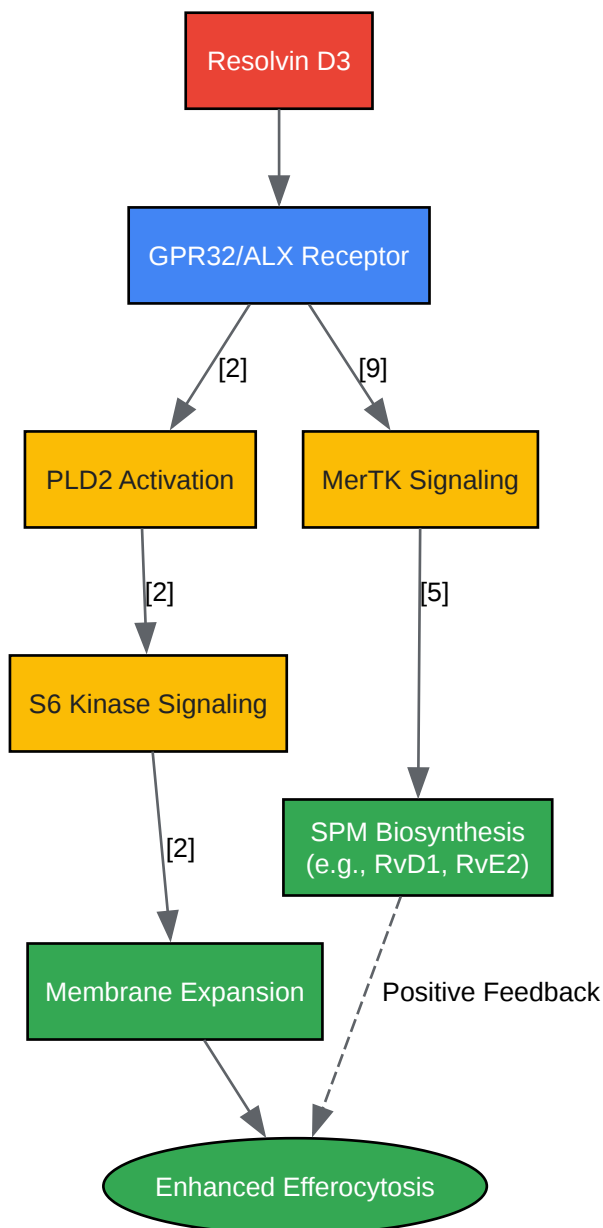 Resolvin D3
GPR32/ALX Receptor
[2]
[9]
PLD2 Activation
MerTK Signaling
[2]
[5]
S6 Kinase Signaling
SPM Biosynthesis
(e.g., RvD1, RvE2)
[2]
Membrane Expansion
Positive Feedback
Enhanced Efferocytosis